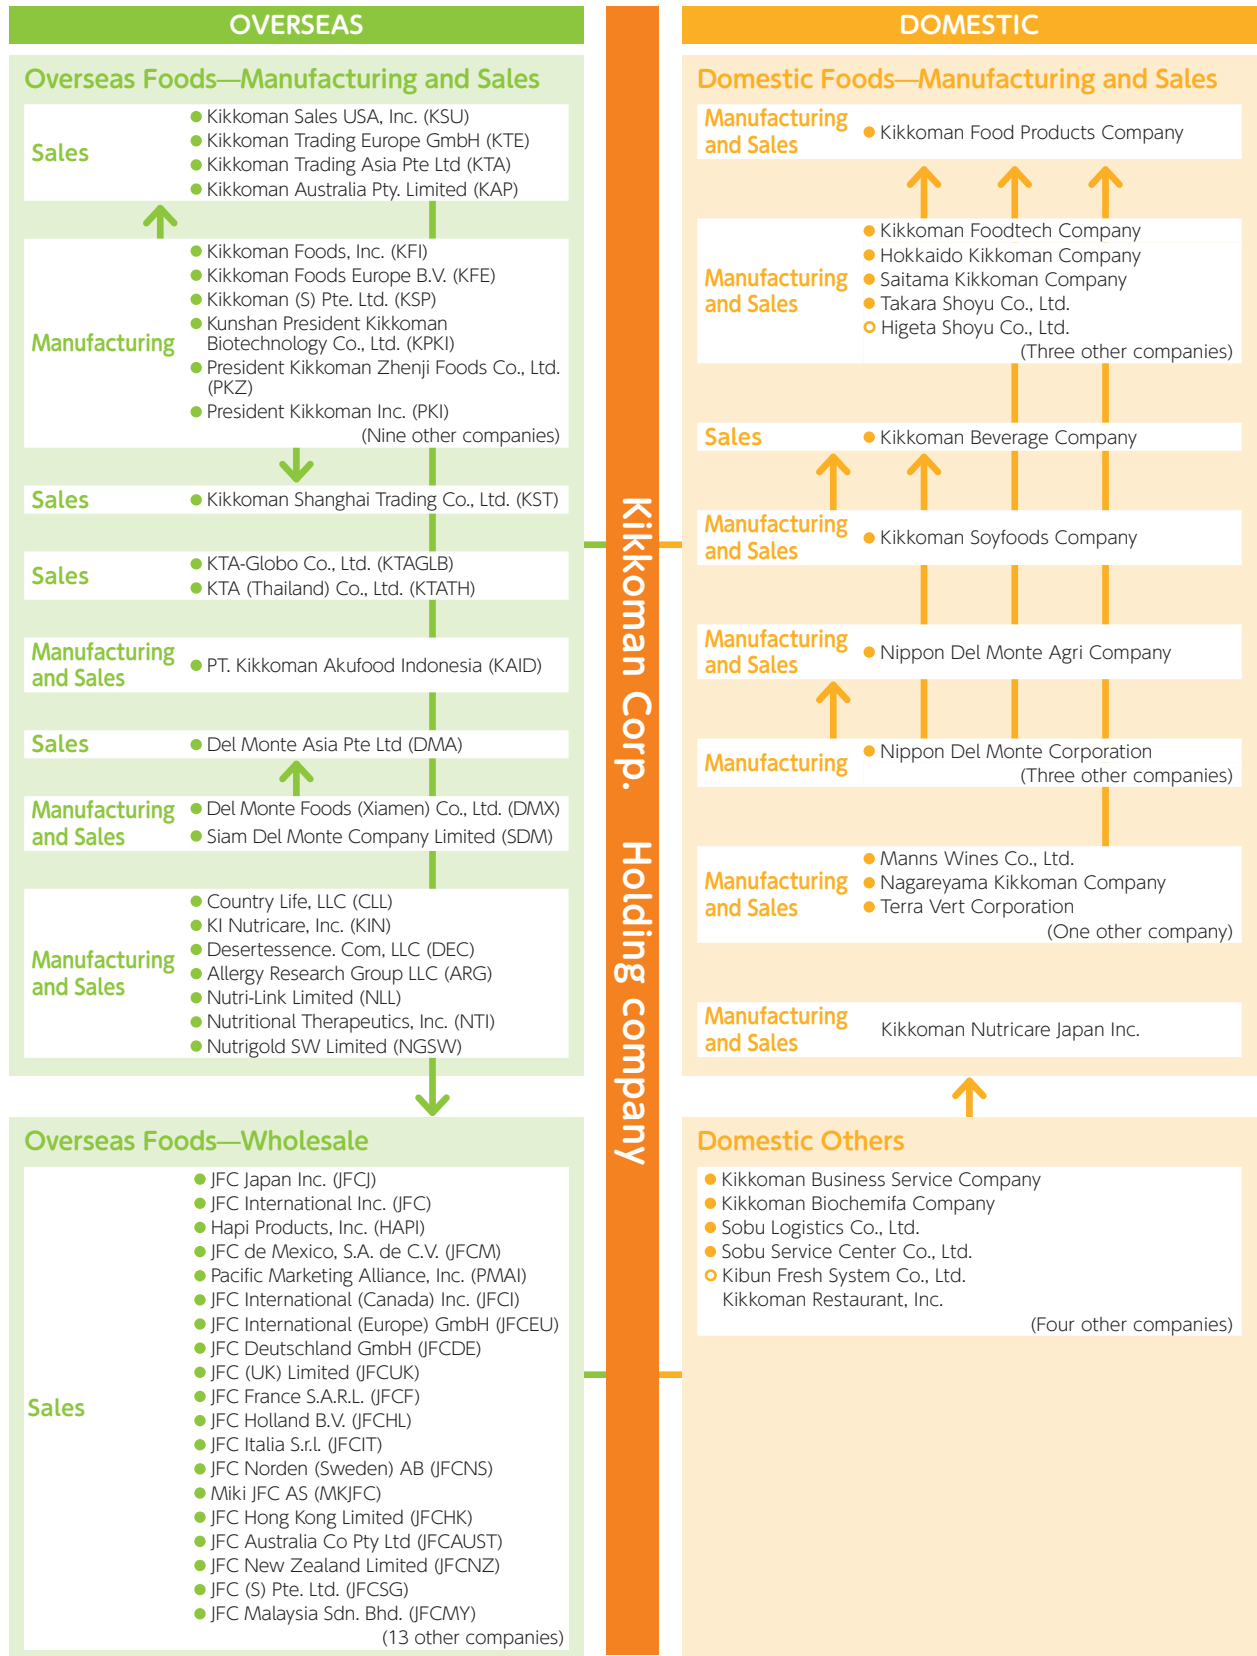 OVERSEAS
Overseas Foods—Manufacturing and Sales
Sales
Kikkoman Sales USA, Inc. (KSU)
Kikkoman Trading Europe GmbH (KTE)
Kikkoman Trading Asia Pte Ltd (KTA)
Kikkoman Australia Pty. Limited (KAP)
Manufacturing
Kikkoman Foods, Inc. (KFI)
Kikkoman Foods Europe B.V. (KFE)
Kikkoman (S) Pte. Ltd. (KSP)
Kunshan President Kikkoman
Biotechnology Co., Ltd. (KPKI)
President Kikkoman Zhenji Foods Co., Ltd.
(PKZ)
President Kikkoman Inc. (PKI)
(Nine other companies)
Sales
Kikkoman Shanghai Trading Co., Ltd. (KST)
Sales
KTA-Globo Co., Ltd. (KTAGLB)
KTA (Thailand) Co., Ltd. (KTATH)
Manufacturing
and Sales
PT. Kikkoman Akufood Indonesia (KAID)
Sales
Del Monte Asia Pte Ltd (DMA)
Manufacturing
and Sales
Del Monte Foods (Xiamen) Co., Ltd. (DMX)
Siam Del Monte Company Limited (SDM)
Manufacturing
and Sales
Country Life, LLC (CLL)
KI Nutricare, Inc. (KIN)
Desertessence. Com, LLC (DEC)
Allergy Research Group LLC (ARG)
Nutri-Link Limited (NLL)
Nutritional Therapeutics, Inc. (NTI)
Nutrigold SW Limited (NGSW)
Overseas Foods—Wholesale
Sales
JFC Japan Inc. (JFCJ)
JFC International Inc. (JFC)
Hapi Products, Inc. (HAPI)
JFC de Mexico, S.A. de C.V. (JFCM)
Pacific Marketing Alliance, Inc. (PMAI)
JFC International (Canada) Inc. (JFCI)
JFC International (Europe) GmbH (JFCEU)
JFC Deutschland GmbH (JFCDE)
JFC (UK) Limited (JFCUK)
JFC France S.A.R.L. (JFCF)
JFC Holland B.V. (JFCHL)
JFC Italia S.r.l. (JFCIT)
JFC Norden (Sweden) AB (JFCNS)
Miki JFC AS (MKJFC)
JFC Hong Kong Limited (JFCHK)
JFC Australia Co Pty Ltd (JFCAUST)
JFC New Zealand Limited (JFCNZ)
JFC (S) Pte. Ltd. (JFCSG)
JFC Malaysia Sdn. Bhd. (JFCMY)
(13 other companies)
Kikkoman Corp. Holding company
DOMESTIC
Domestic Foods—Manufacturing and Sales
Manufacturing
and Sales
Kikkoman Food Products Company
Manufacturing
and Sales
Kikkoman Foodtech Company
Hokkaido Kikkoman Company
Saitama Kikkoman Company
Takara Shoyu Co., Ltd.
Higeta Shoyu Co., Ltd.
(Three other companies)
Sales
Kikkoman Beverage Company
Manufacturing
and Sales
Kikkoman Soyfoods Company
Manufacturing
and Sales
Nippon Del Monte Agri Company
Manufacturing
Nippon Del Monte Corporation
(Three other companies)
Manufacturing
and Sales
Manns Wines Co., Ltd.
Nagareyama Kikkoman Company
Terra Vert Corporation
(One other company)
Manufacturing
and Sales
Kikkoman Nutricare Japan Inc.
Domestic Others
Kikkoman Business Service Company
Kikkoman Biochemifa Company
Sobu Logistics Co., Ltd.
Sobu Service Center Co., Ltd.
Kibun Fresh System Co., Ltd.
Kikkoman Restaurant, Inc.
(Four other companies)